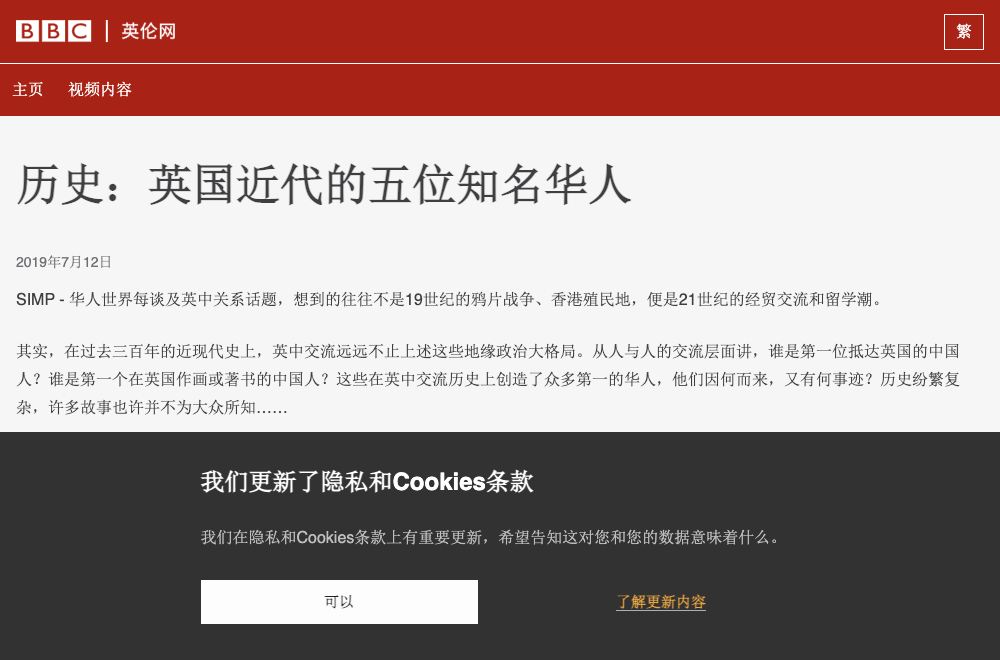 BBC 英伦网
繁
主页 视频内容
历史：英国近代的五位知名华人
2019年7月12日
SIMP - 华人世界每谈及英中关系话题，想到的往往不是19世纪的鸦片战争、香港殖民地，便是21世纪的经贸交流和留学潮。
其实，在过去三百年的近现代史上，英中交流远远不止上述这些地缘政治大格局。从人与人的交流层面讲，谁是第一位抵达英国的中国
人？谁是第一个在英国作画或著书的中国人？这些在英中交流历史上创造了众多第一的华人，他们因何而来，又有何事迹？历史纷繁复
杂，许多故事也许并不为大众所知……
我们更新了隐私和Cookies条款
我们在隐私和Cookies条款上有重要更新，希望告知这对您和您的数据意味着什么。
可以
了解更新内容